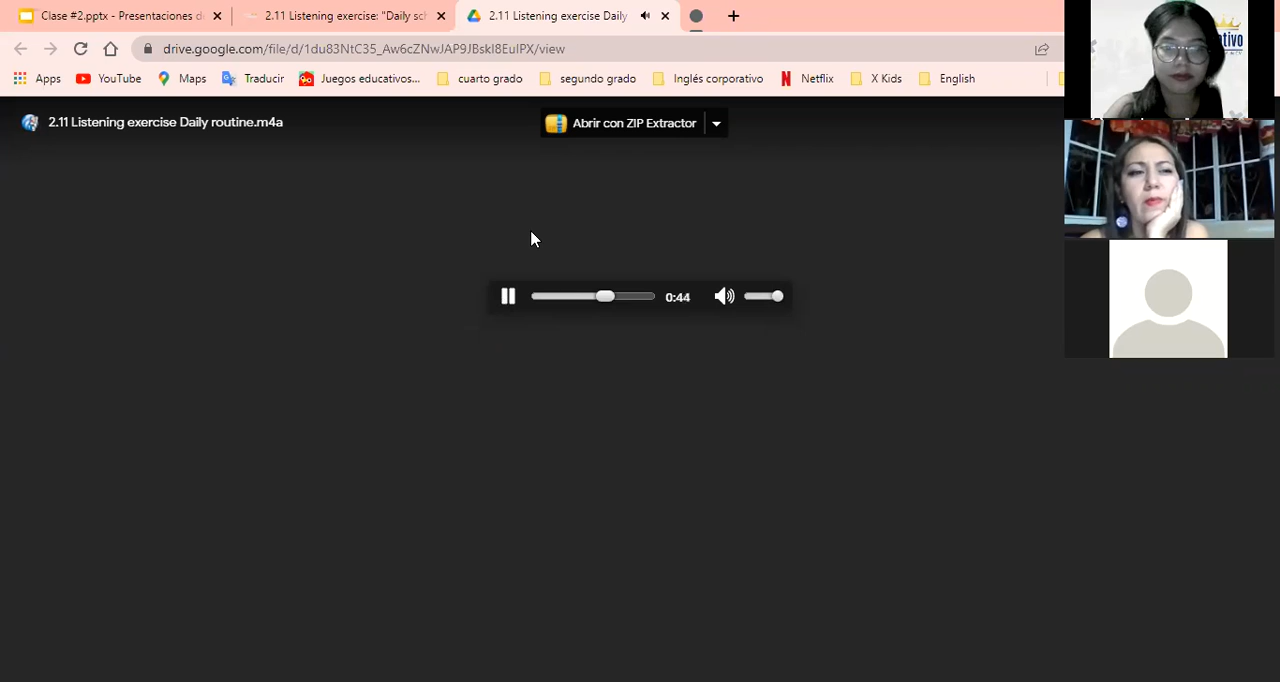 Clase #2.pptx - Presentaciones d
2.11 Listening exercise: "Daily sch
2.11 Listening exercise Daily
drive.google.com/file/d/1du83NtC35_Aw6cZNwJAP9JBskI8EuIPX/view
Apps
YouTube
Maps
Traducir
Juegos educativos...
cuarto grado
segundo grado
Inglés corporativo
Netflix
X Kids
English
2.11 Listening exercise Daily routine.m4a
Abrir con ZIP Extractor
0:44